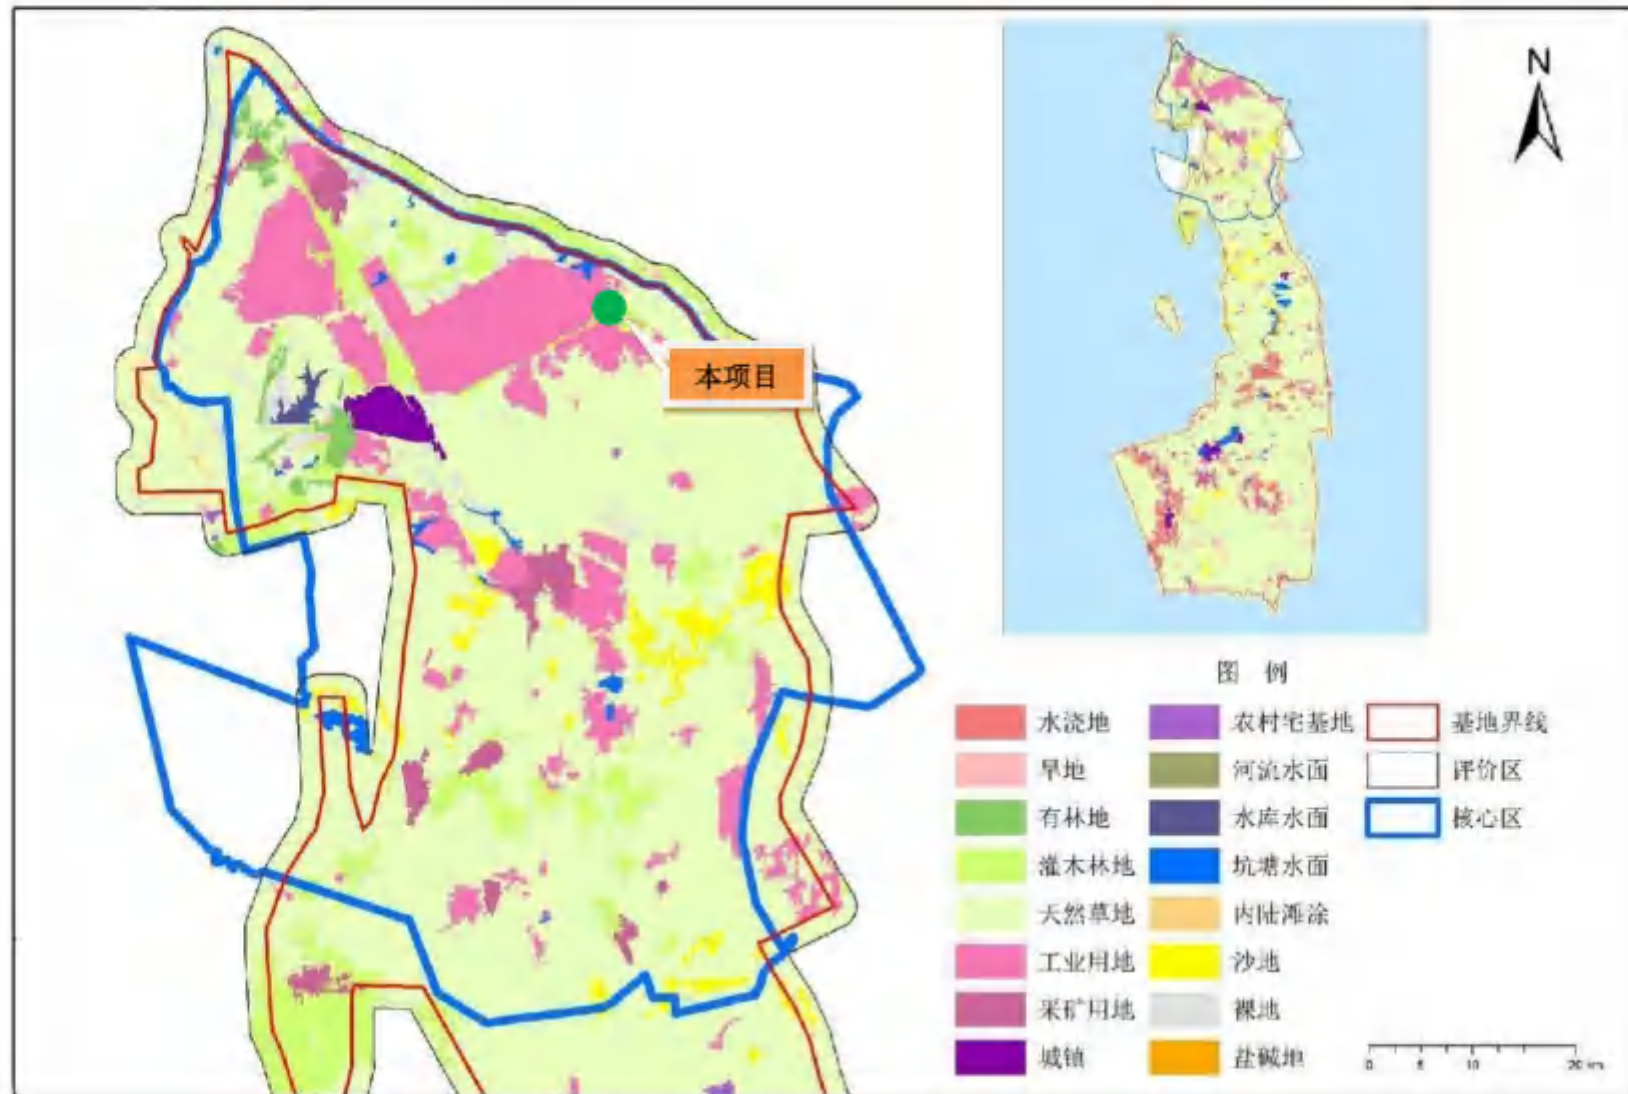 N
本项目
图 例
水浇地
旱地
有林地
灌木林地
天然草地
工业用地
采矿用地
城镇
农村宅基地
河流水面
水库水面
坑塘水面
内陆滩涂
沙地
裸地
盐碱地
基地界线
评价区
核心区
0 5 10 20 km